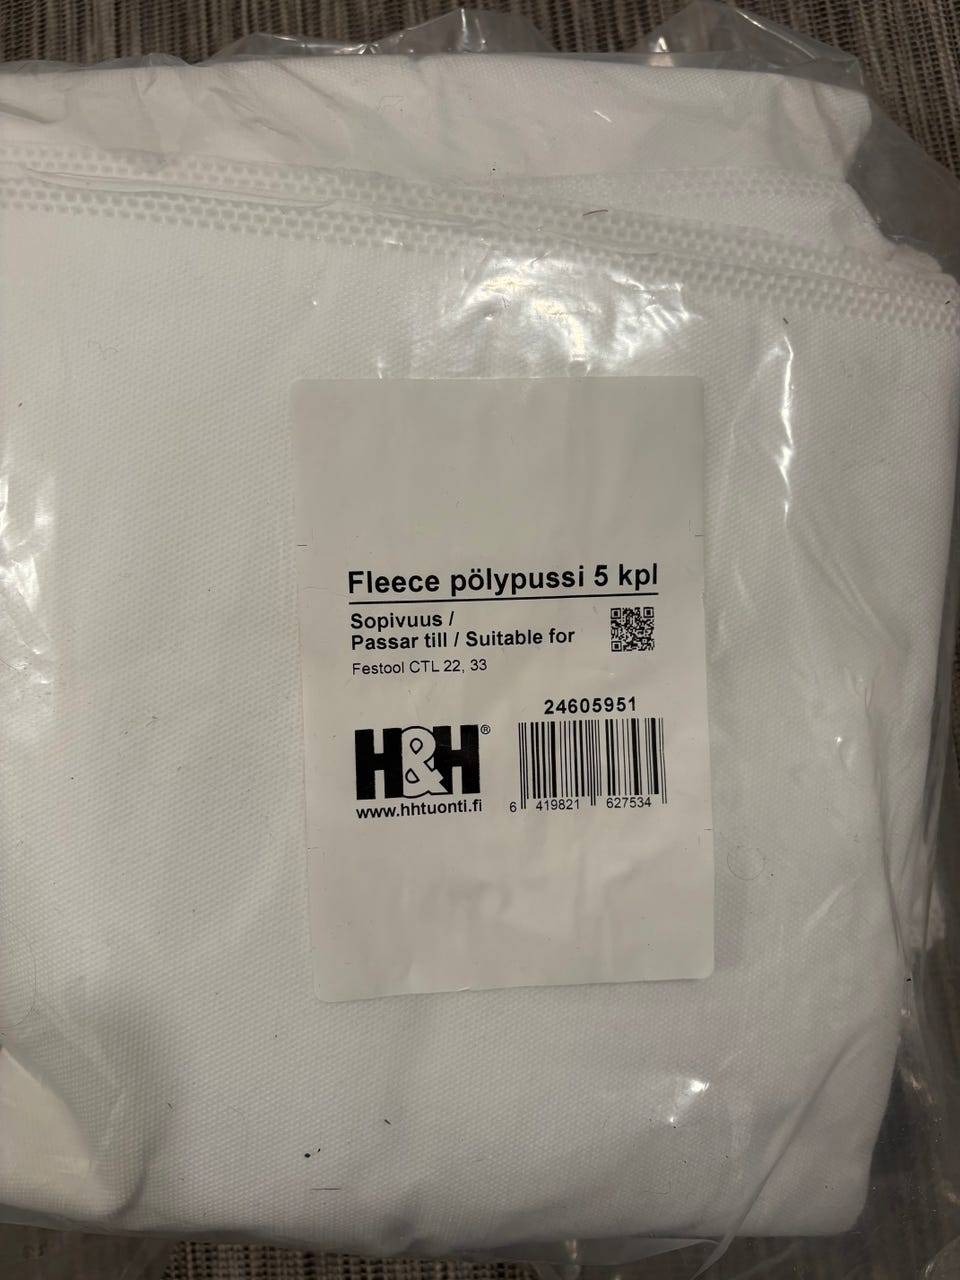 Fleece pölypussi 5 kpl
Sopivuus /
Passar till / Suitable for
Festool CTL 22, 33
24605951
H&H®
www.hhtuonti.fi
6 419821 627534